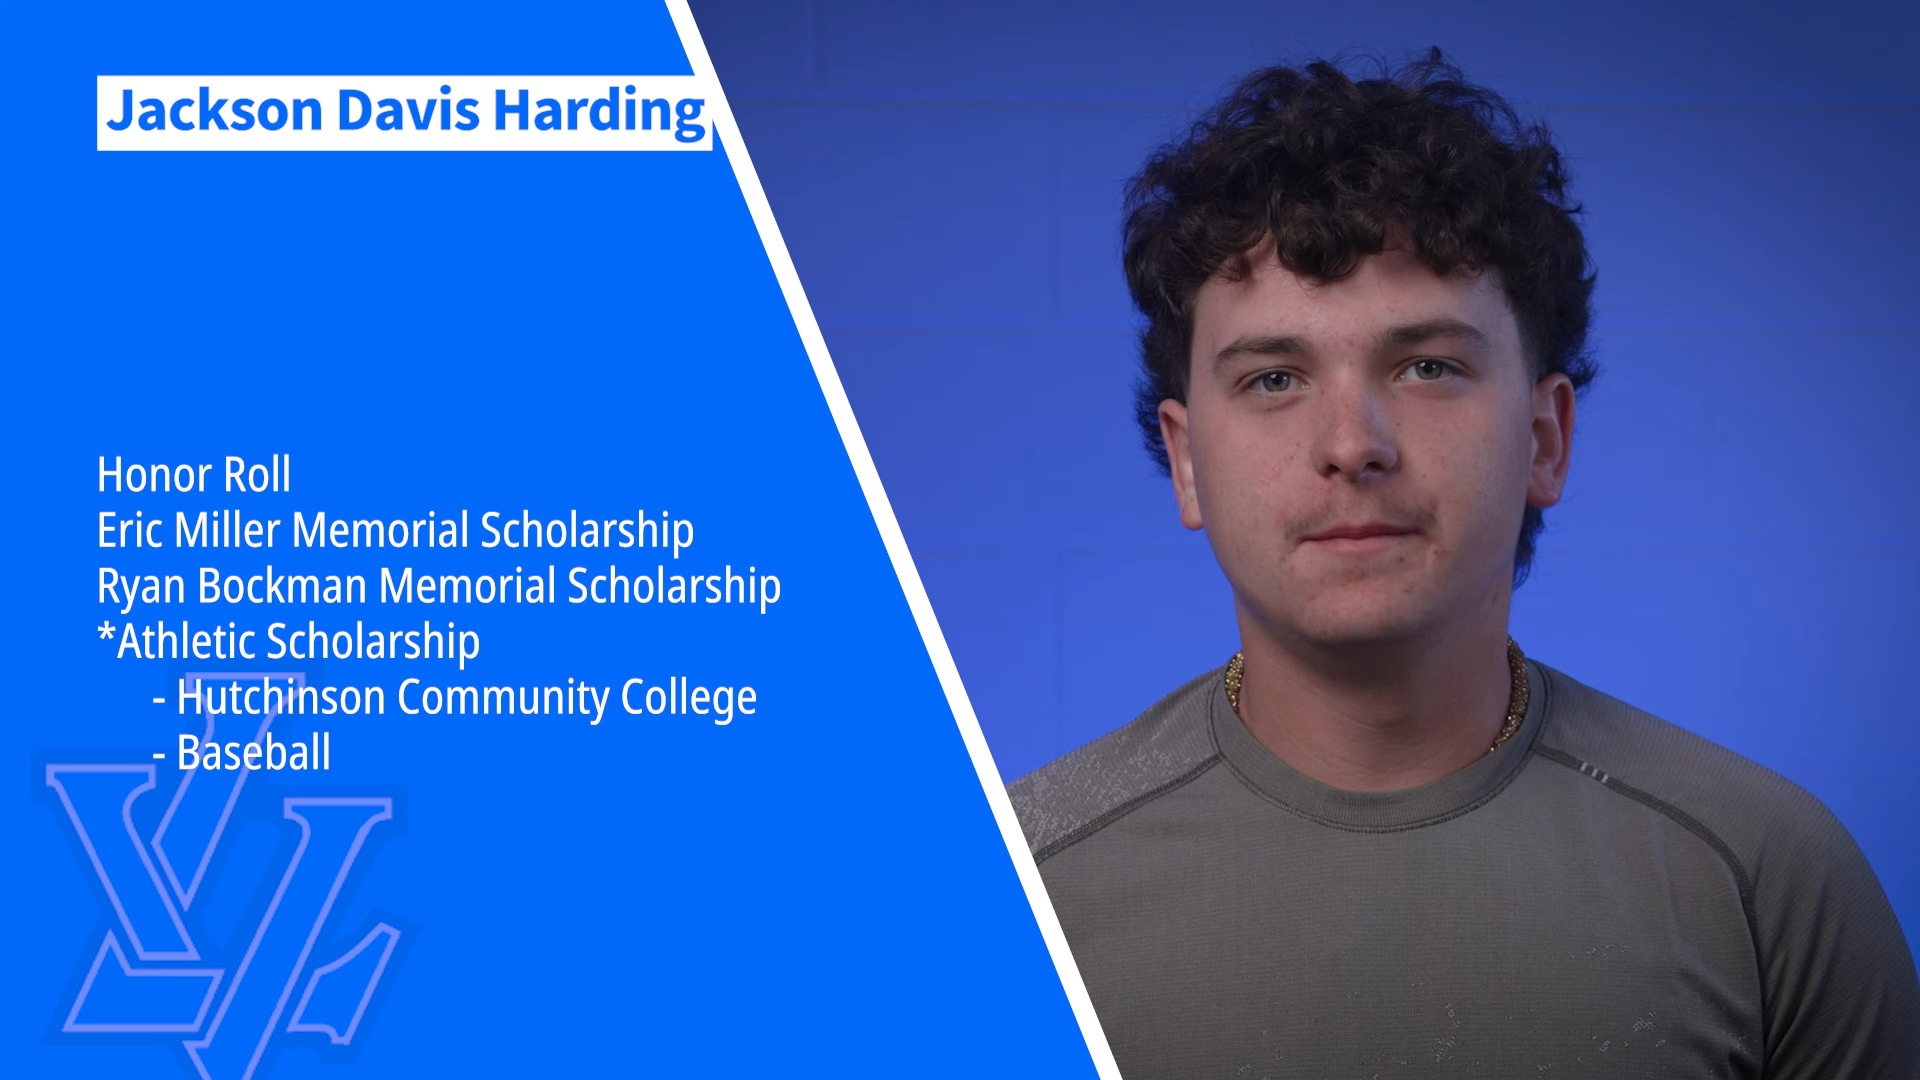 Jackson Davis Harding
Honor Roll
Eric Miller Memorial Scholarship
Ryan Bockman Memorial Scholarship
*Athletic Scholarship
- Hutchinson Community College
- Baseball